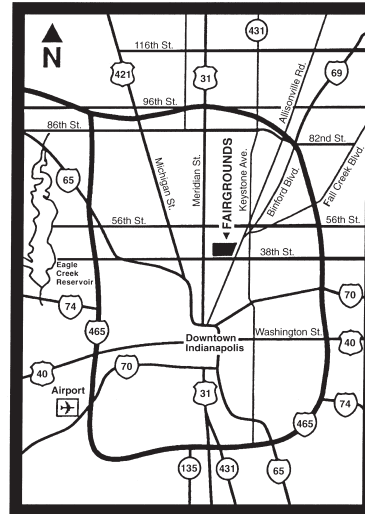 N
431
116th St.
421
31
Allisonville Rd.
69
96th St.
86th St.
82nd St.
Michigan St.
Meridian St.
FAIRGROUNDS
Keystone Ave.
Binford Blvd.
Fall Creek Blvd.
65
56th St.
56th St.
38th St.
Eagle
Creek
Reservoir
74
70
465
Washington St.
Downtown
Indianapolis
40
40
70
Airport
31
74
465
135
431
65